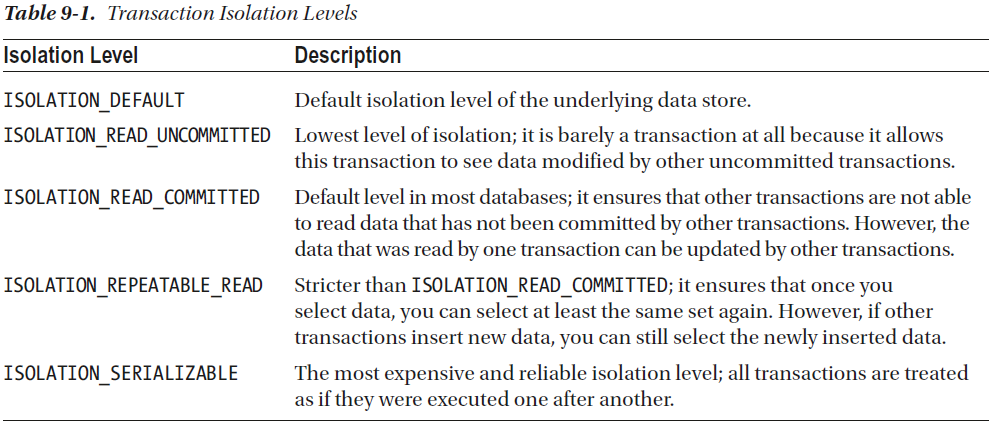 Table 9-1. Transaction Isolation Levels
Isolation Level Description
ISOLATION_DEFAULT Default isolation level of the underlying data store.
ISOLATION_READ_UNCOMMITTED Lowest level of isolation; it is barely a transaction at all because it allows
this transaction to see data modified by other uncommitted transactions.
ISOLATION_READ_COMMITTED Default level in most databases; it ensures that other transactions are not able
to read data that has not been committed by other transactions. However, the
data that was read by one transaction can be updated by other transactions.
ISOLATION_REPEATABLE_READ Stricter than ISOLATION_READ_COMMITTED; it ensures that once you
select data, you can select at least the same set again. However, if other
transactions insert new data, you can still select the newly inserted data.
ISOLATION_SERIALIZABLE The most expensive and reliable isolation level; all transactions are treated
as if they were executed one after another.